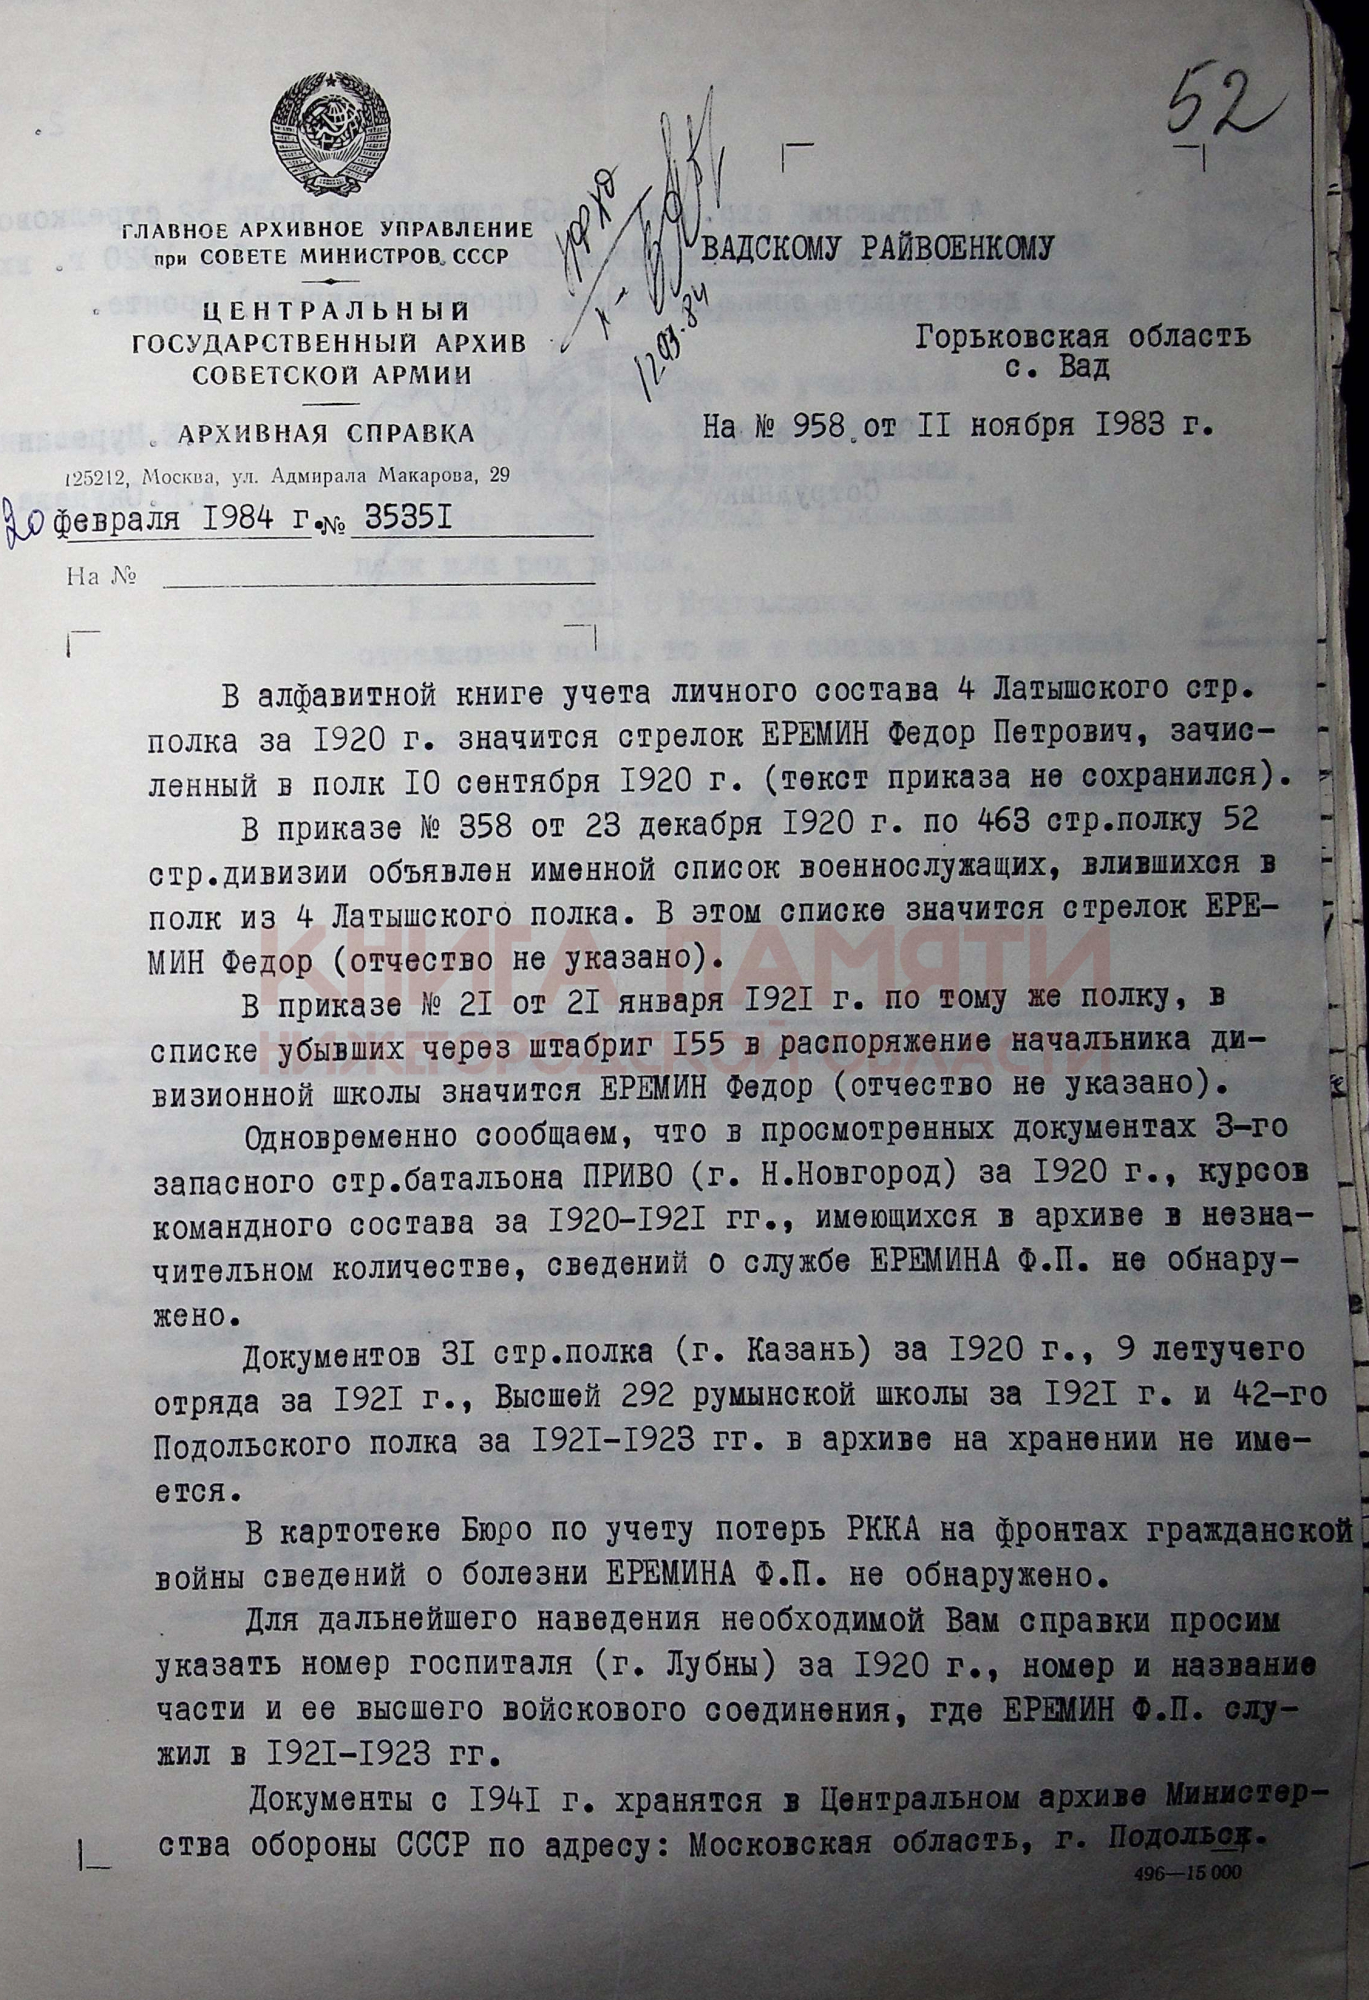 52
ГЛАВНОЕ АРХИВНОЕ УПРАВЛЕНИЕ
при СОВЕТЕ МИНИСТРОВ СССР
ЦЕНТРАЛЬНЫЙ
ГОСУДАРСТВЕННЫЙ АРХИВ
СОВЕТСКОЙ АРМИИ
АРХИВНАЯ СПРАВКА
125212, Москва, ул. Адмирала Макарова, 29
20 февраля 1984 г. № 35351
На №
ВАДСКОМУ РАЙВОЕНКОМУ
Горьковская область
с. Вад
На № 958 от 11 ноября 1983 г.
В алфавитной книге учета личного состава 4 Латышского стр.
полка за 1920 г. значится стрелок ЕРЕМИН Федор Петрович, зачис-
ленный в полк 10 сентября 1920 г. (текст приказа не сохранился).
В приказе № 358 от 23 декабря 1920 г. по 463 стр.полку 52
стр.дивизии объявлен именной список военнослужащих, влившихся в
полк из 4 Латышского полка. В этом списке значится стрелок ЕРЕ-
МИН Федор (отчество не указано).
В приказе № 21 от 21 января 1921 г. по тому же полку, в
списке убывших через штабриг 155 в распоряжение начальника ди-
визионной школы значится ЕРЕМИН Федор (отчество не указано).
Одновременно сообщаем, что в просмотренных документах 3-го
запасного стр.батальона ПРИВО (г. Н.Новгород) за 1920 г., курсов
командного состава за 1920-1921 гг., имеющихся в архиве в незна-
чительном количестве, сведений о службе ЕРЕМИНА Ф.П. не обнару-
жено.
Документов 31 стр.полка (г. Казань) за 1920 г., 9 летучего
отряда за 1921 г., Высшей 292 румынской школы за 1921 г. и 42-го
Подольского полка за 1921-1923 гг. в архиве на хранении не име-
ется.
В картотеке Бюро по учету потерь РККА на фронтах гражданской
войны сведений о болезни ЕРЕМИНА Ф.П. не обнаружено.
Для дальнейшего наведения необходимой Вам справки просим
указать номер госпиталя (г. Лубны) за 1920 г., номер и название
части и ее высшего войскового соединения, где ЕРЕМИН Ф.П. слу-
жил в 1921-1923 гг.
Документы с 1941 г. хранятся в Центральном архиве Министер-
ства обороны СССР по адресу: Московская область, г. Подольск.
496—15 000
КНИГА ПАМЯТИ
НИЖЕГОРОДСКОЙ ОБЛАСТИ